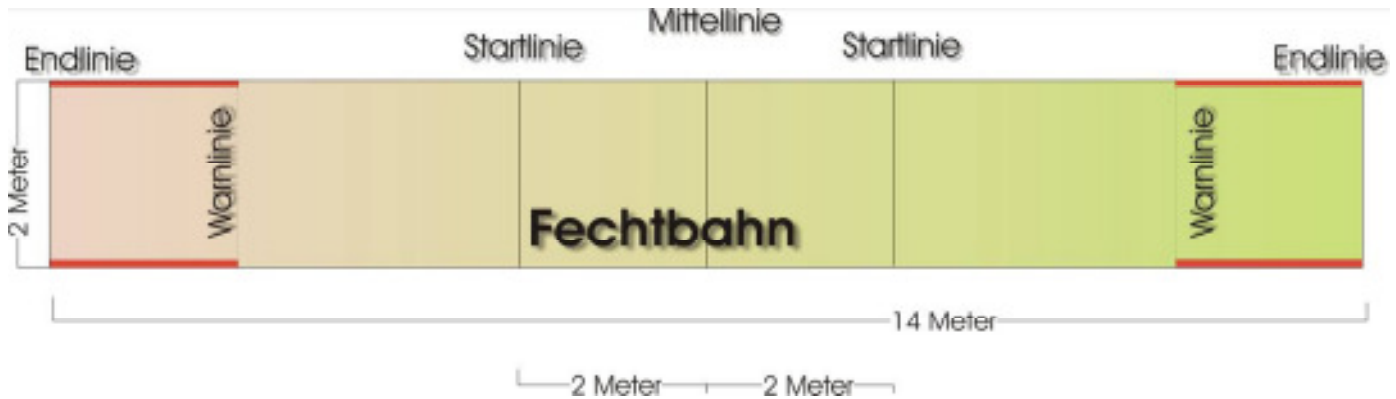 Mittellinie
Startlinie
Startlinie
Endlinie
Endlinie
Warnlinie
Warnlinie
2 Meter
Fechtbahn
14 Meter
2 Meter
2 Meter